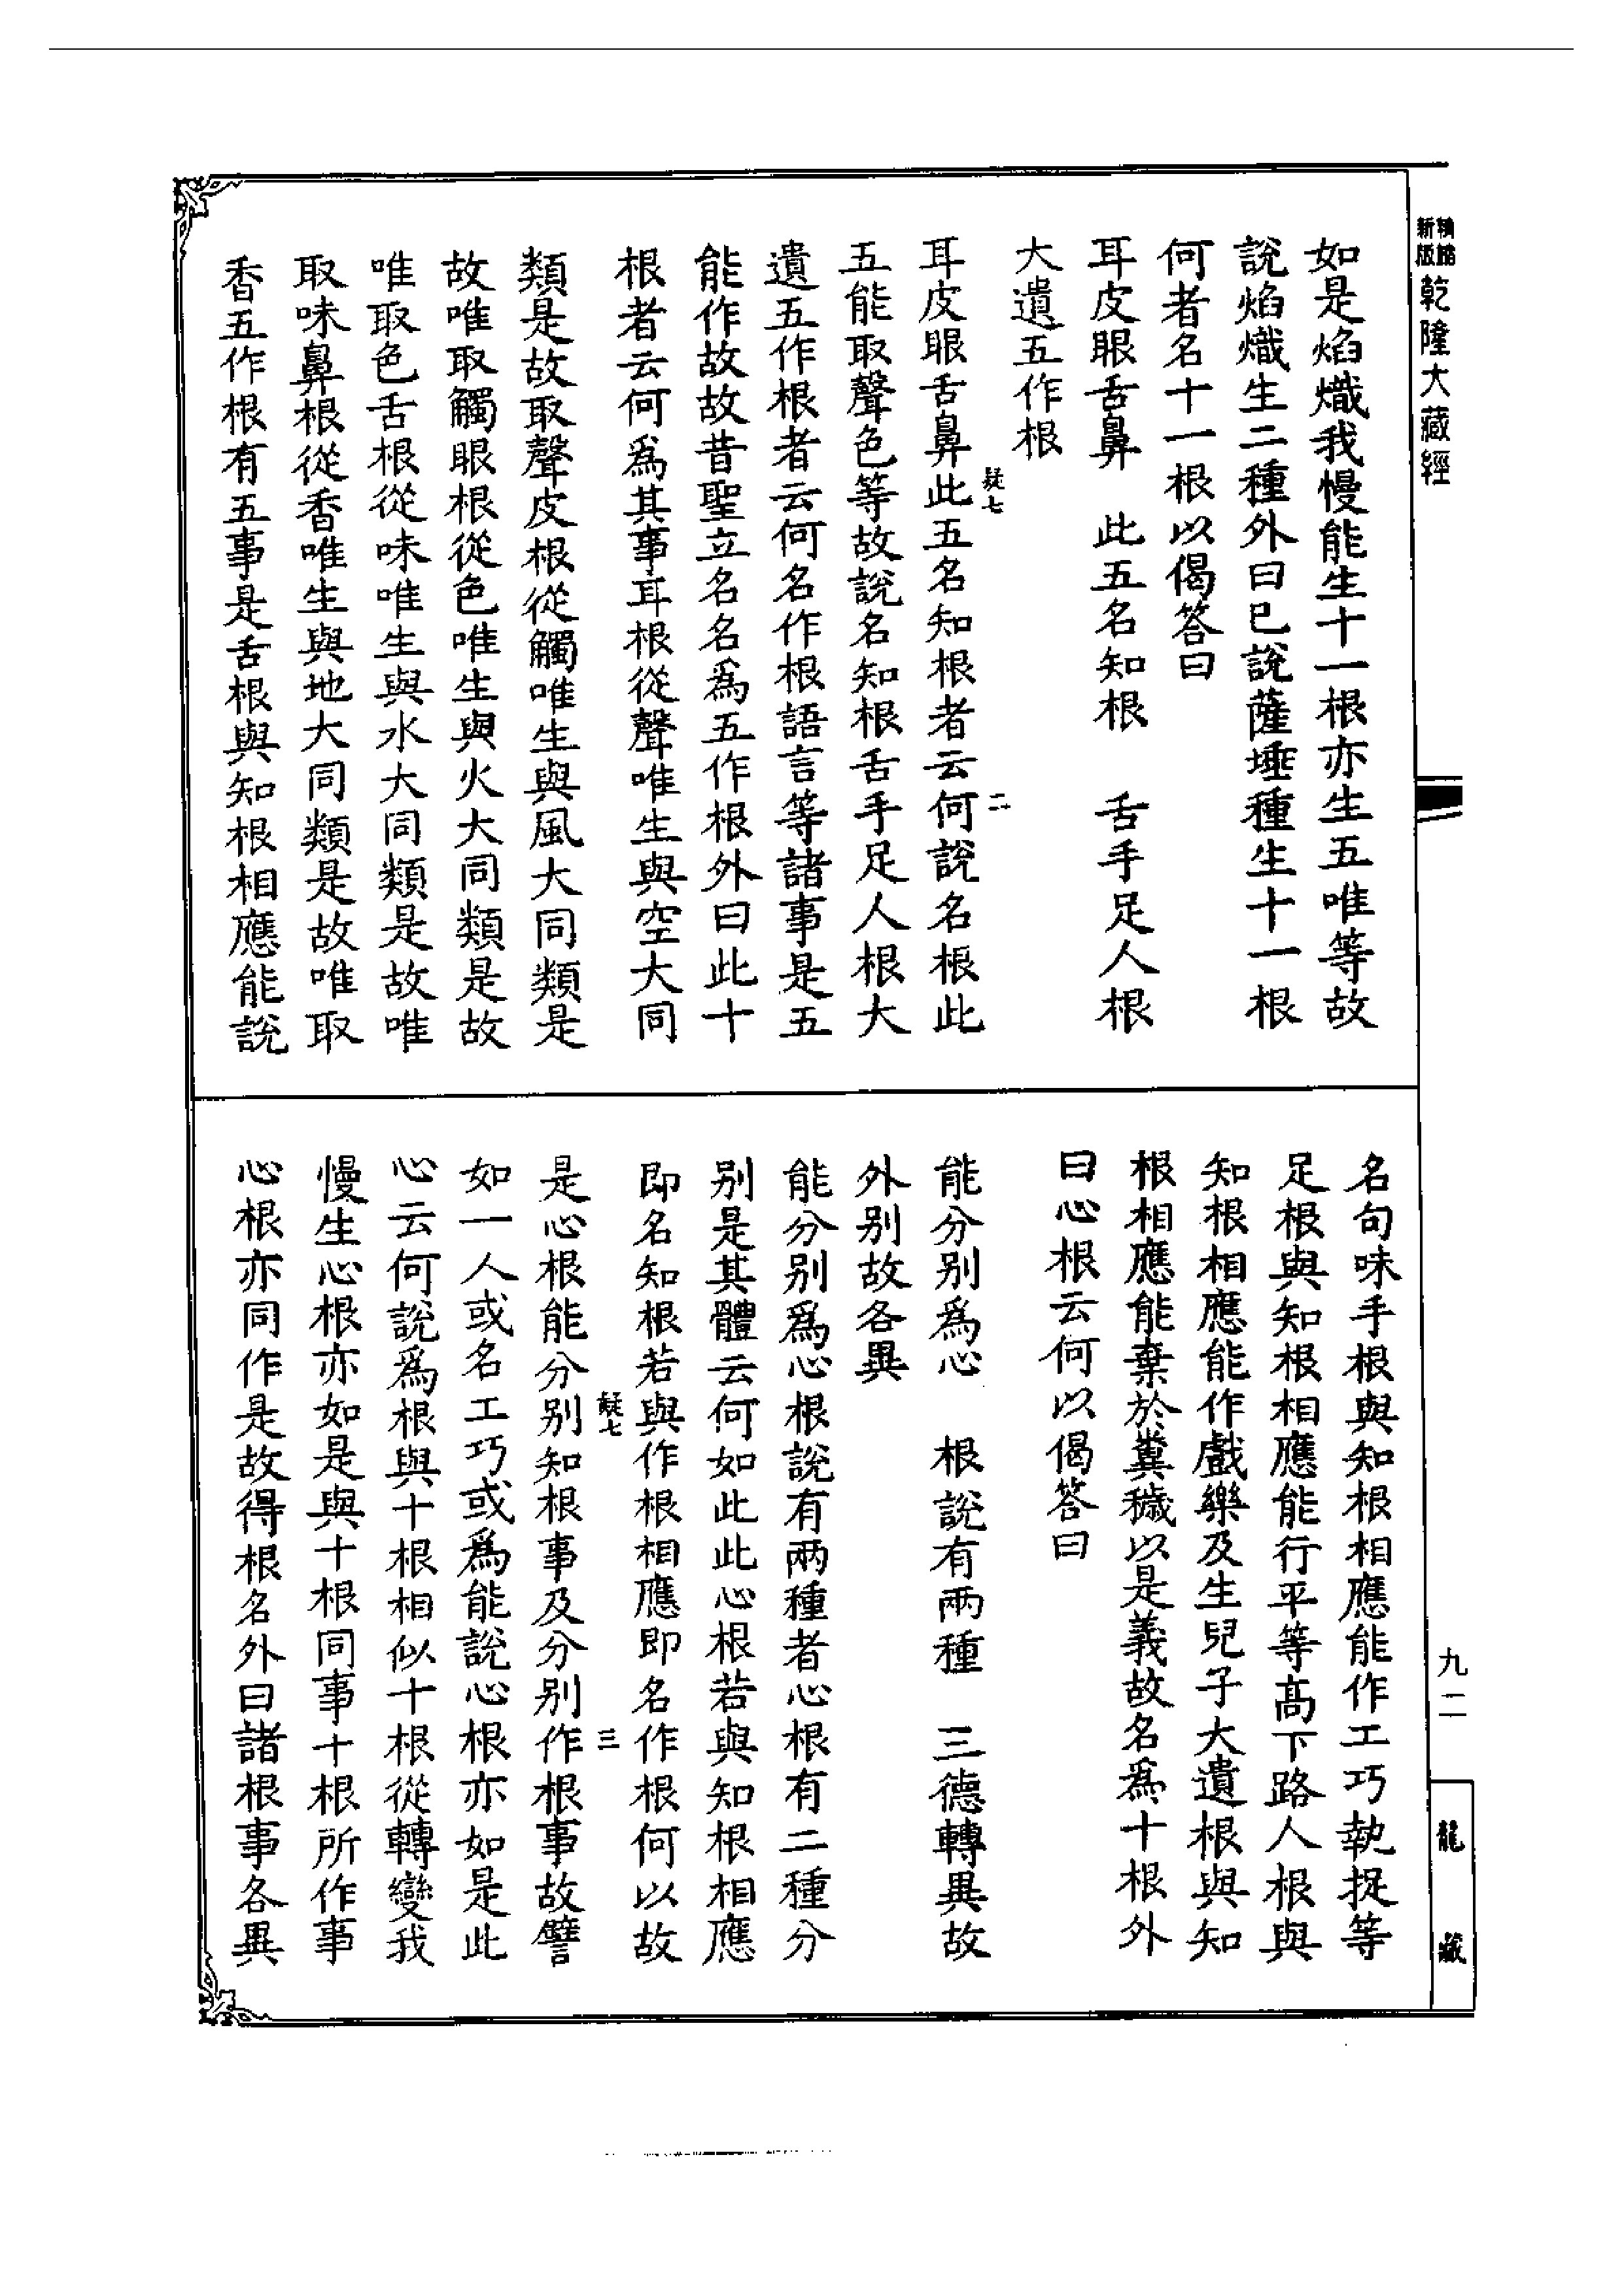 精縮新版乾隆大藏經
如是焰熾我慢能生十一根亦生五唯等故
說焰熾生二種外曰已說薩埵種生十一根
何者名十一根以偈答曰
耳皮眼舌鼻　此五名知根　舌手足人根
大遺五作根
耳皮眼舌鼻此五名知根者云何說名根此
疑七
二
五能取聲色等故說名知根舌手足人根大
遺五作根者云何名作根語言等諸事是五
能作故故昔聖立名名爲五作根外曰此十
根者云何爲其事耳根從聲唯生與空大同
類是故取聲皮根從觸唯生與風大同類是
故唯取觸眼根從色唯生與火大同類是故
唯取色舌根從味唯生與水大同類是故唯
取味鼻根從香唯生與地大同類是故唯取
香五作根有五事是舌根與知根相應能說
名句味手根與知根相應能作工巧執捉等
足根與知根相應能行平等高下路人根與
知根相應能作戲樂及生兒子大遺根與知
根相應能棄於糞穢以是義故名爲十根外
曰心根云何以偈答曰
能分別爲心　根說有兩種　三德轉異故
外別故各異
能分別爲心根說有兩種者心根有二種分
別是其體云何如此此心根若與知根相應
即名知根若與作根相應即名作根何以故
疑七
三
是心根能分別知根事及分別作根事故譬
如一人或名工巧或爲能說心根亦如是此
心云何說爲根與十根相似十根從轉變我
慢生心根亦如是與十根同事十根所作事
心根亦同作是故得根名外曰諸根事各異
九二
龍藏